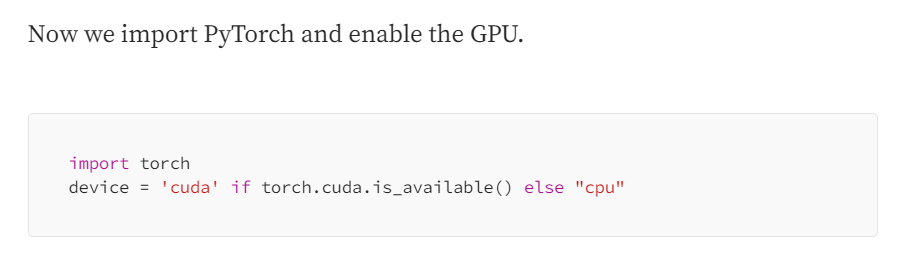 Now we import PyTorch and enable the GPU.
import torch
device = 'cuda' if torch.cuda.is_available() else "cpu"